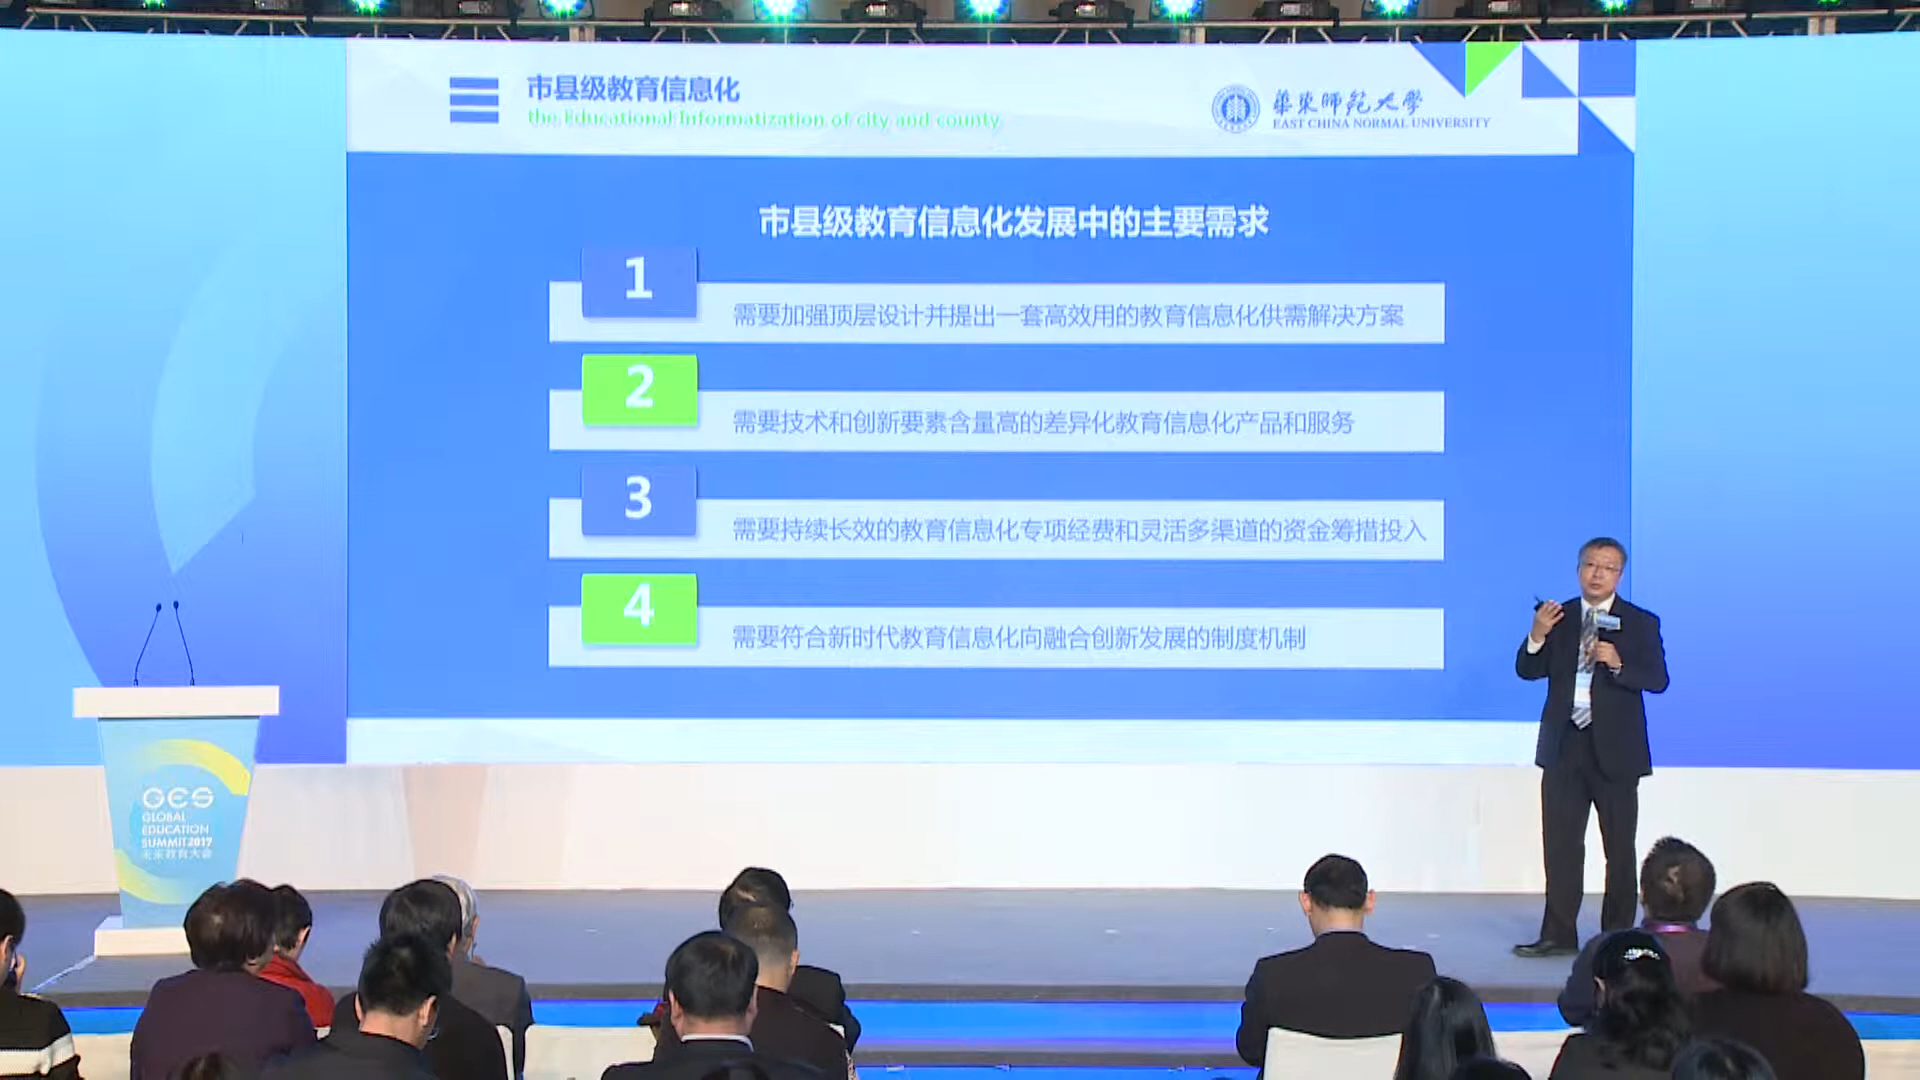 市县级教育信息化
the Educational Informatization of city and county
華東師範大學
EAST CHINA NORMAL UNIVERSITY
市县级教育信息化发展中的主要需求
1
需要加强顶层设计并提出一套高效用的教育信息化供需解决方案
2
需要技术和创新要素含量高的差异化教育信息化产品和服务
3
需要持续长效的教育信息化专项经费和灵活多渠道的资金筹措投入
4
需要符合新时代教育信息化向融合创新发展的制度机制
GES
GLOBAL
EDUCATION
SUMMIT2017
未来教育大会